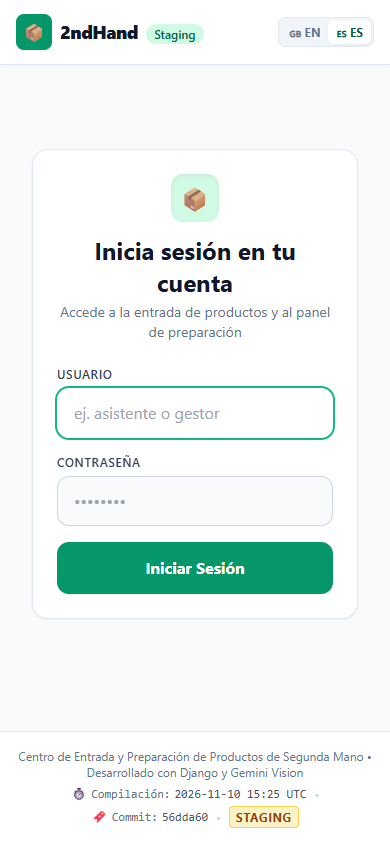 2ndHand Staging GB EN ES ES
Inicia sesión en tu
cuenta
Accede a la entrada de productos y al panel
de preparación
USUARIO
ej. asistente o gestor
CONTRASEÑA
••••••••
Iniciar Sesión
Centro de Entrada y Preparación de Productos de Segunda Mano •
Desarrollado con Django y Gemini Vision
Compilación: 2026-11-10 15:25 UTC •
Commit: 56dda60 • STAGING